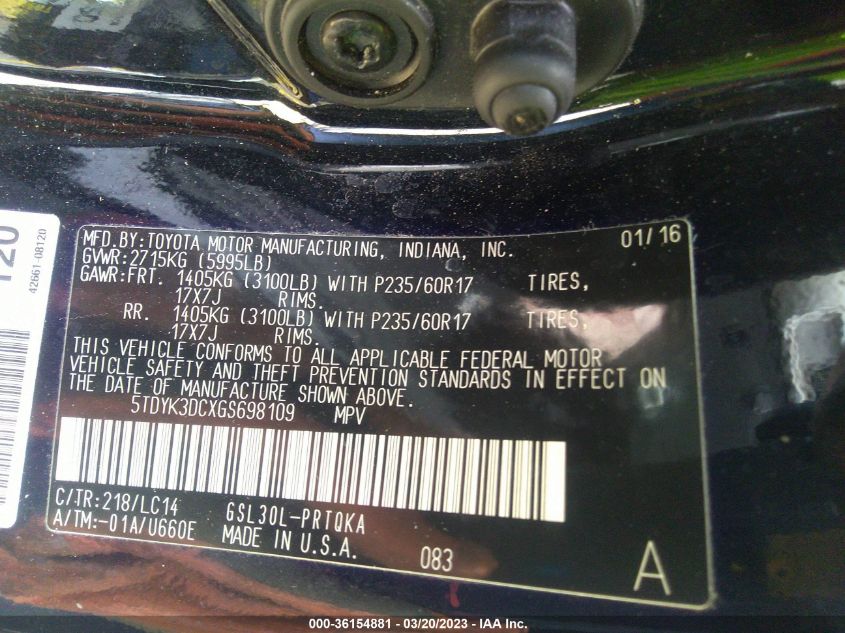 120
42661-08120
MFD.BY:TOYOTA MOTOR MANUFACTURING, INDIANA, INC. 01/16
GVWR:2715KG (5995LB)
GAWR:FRT. 1405KG (3100LB) WITH P235/60R17 TIRES,
17X7J RIMS.
RR. 1405KG (3100LB) WITH P235/60R17 TIRES,
17X7J RIMS.
THIS VEHICLE CONFORMS TO ALL APPLICABLE FEDERAL MOTOR
VEHICLE SAFETY AND THEFT PREVENTION STANDARDS IN EFFECT ON
THE DATE OF MANUFACTURE SHOWN ABOVE.
5TDYK3DCXGS698109 MPV
C/TR:218/LC14 GSL30L-PRTQKA
A/TM:-01A/U660E MADE IN U.S.A.
083 A
000-36154881 - 03/20/2023 - IAA Inc.